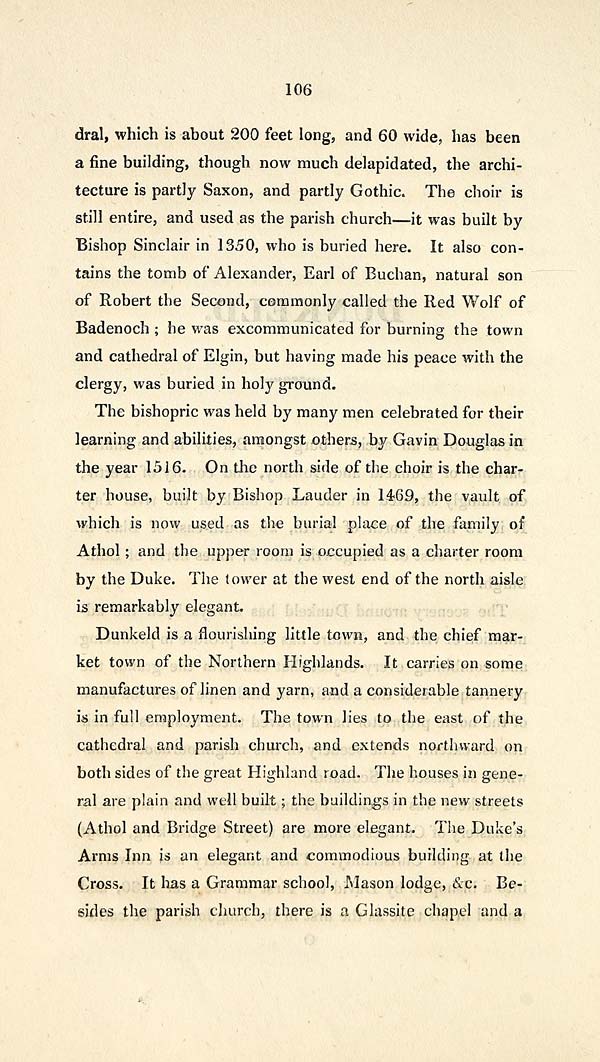 106
dral, which is about 200 feet long, and 60 wide, has been
a fine building, though now much delapidated, the archi-
tecture is partly Saxon, and partly Gothic. The choir is
still entire, and used as the parish church—it was built by
Bishop Sinclair in 1350, who is buried here. It also con-
tains the tomb of Alexander, Earl of Buchan, natural son
of Robert the Second, commonly called the Red Wolf of
Badenoch ; he was excommunicated for burning the town
and cathedral of Elgin, but having made his peace with the
clergy, was buried in holy ground.
The bishopric was held by many men celebrated for their
learning and abilities, amongst others, by Gavin Douglas in
the year 1516. On the north side of the choir is the char-
ter house, built by Bishop Lauder in 1469, the vault of
which is now used as the burial place of the family of
Athol ; and the upper room is occupied as a charter room
by the Duke. The tower at the west end of the north aisle
is remarkably elegant.
Dunkeld is a flourishing little town, and the chief mar-
ket town of the Northern Highlands. It carries on some
manufactures of linen and yarn, and a considerable tannery
is in full employment. The town lies to the east of the
cathedral and parish church, and extends northward on
both sides of the great Highland road. The houses in gene-
ral are plain and well built ; the buildings in the new streets
(Athol and Bridge Street) are more elegant. The Duke's
Arms Inn is an elegant and commodious building at the
Cross. It has a Grammar school, Mason lodge, &c. Be-
sides the parish church, there is a Glassite chapel and a